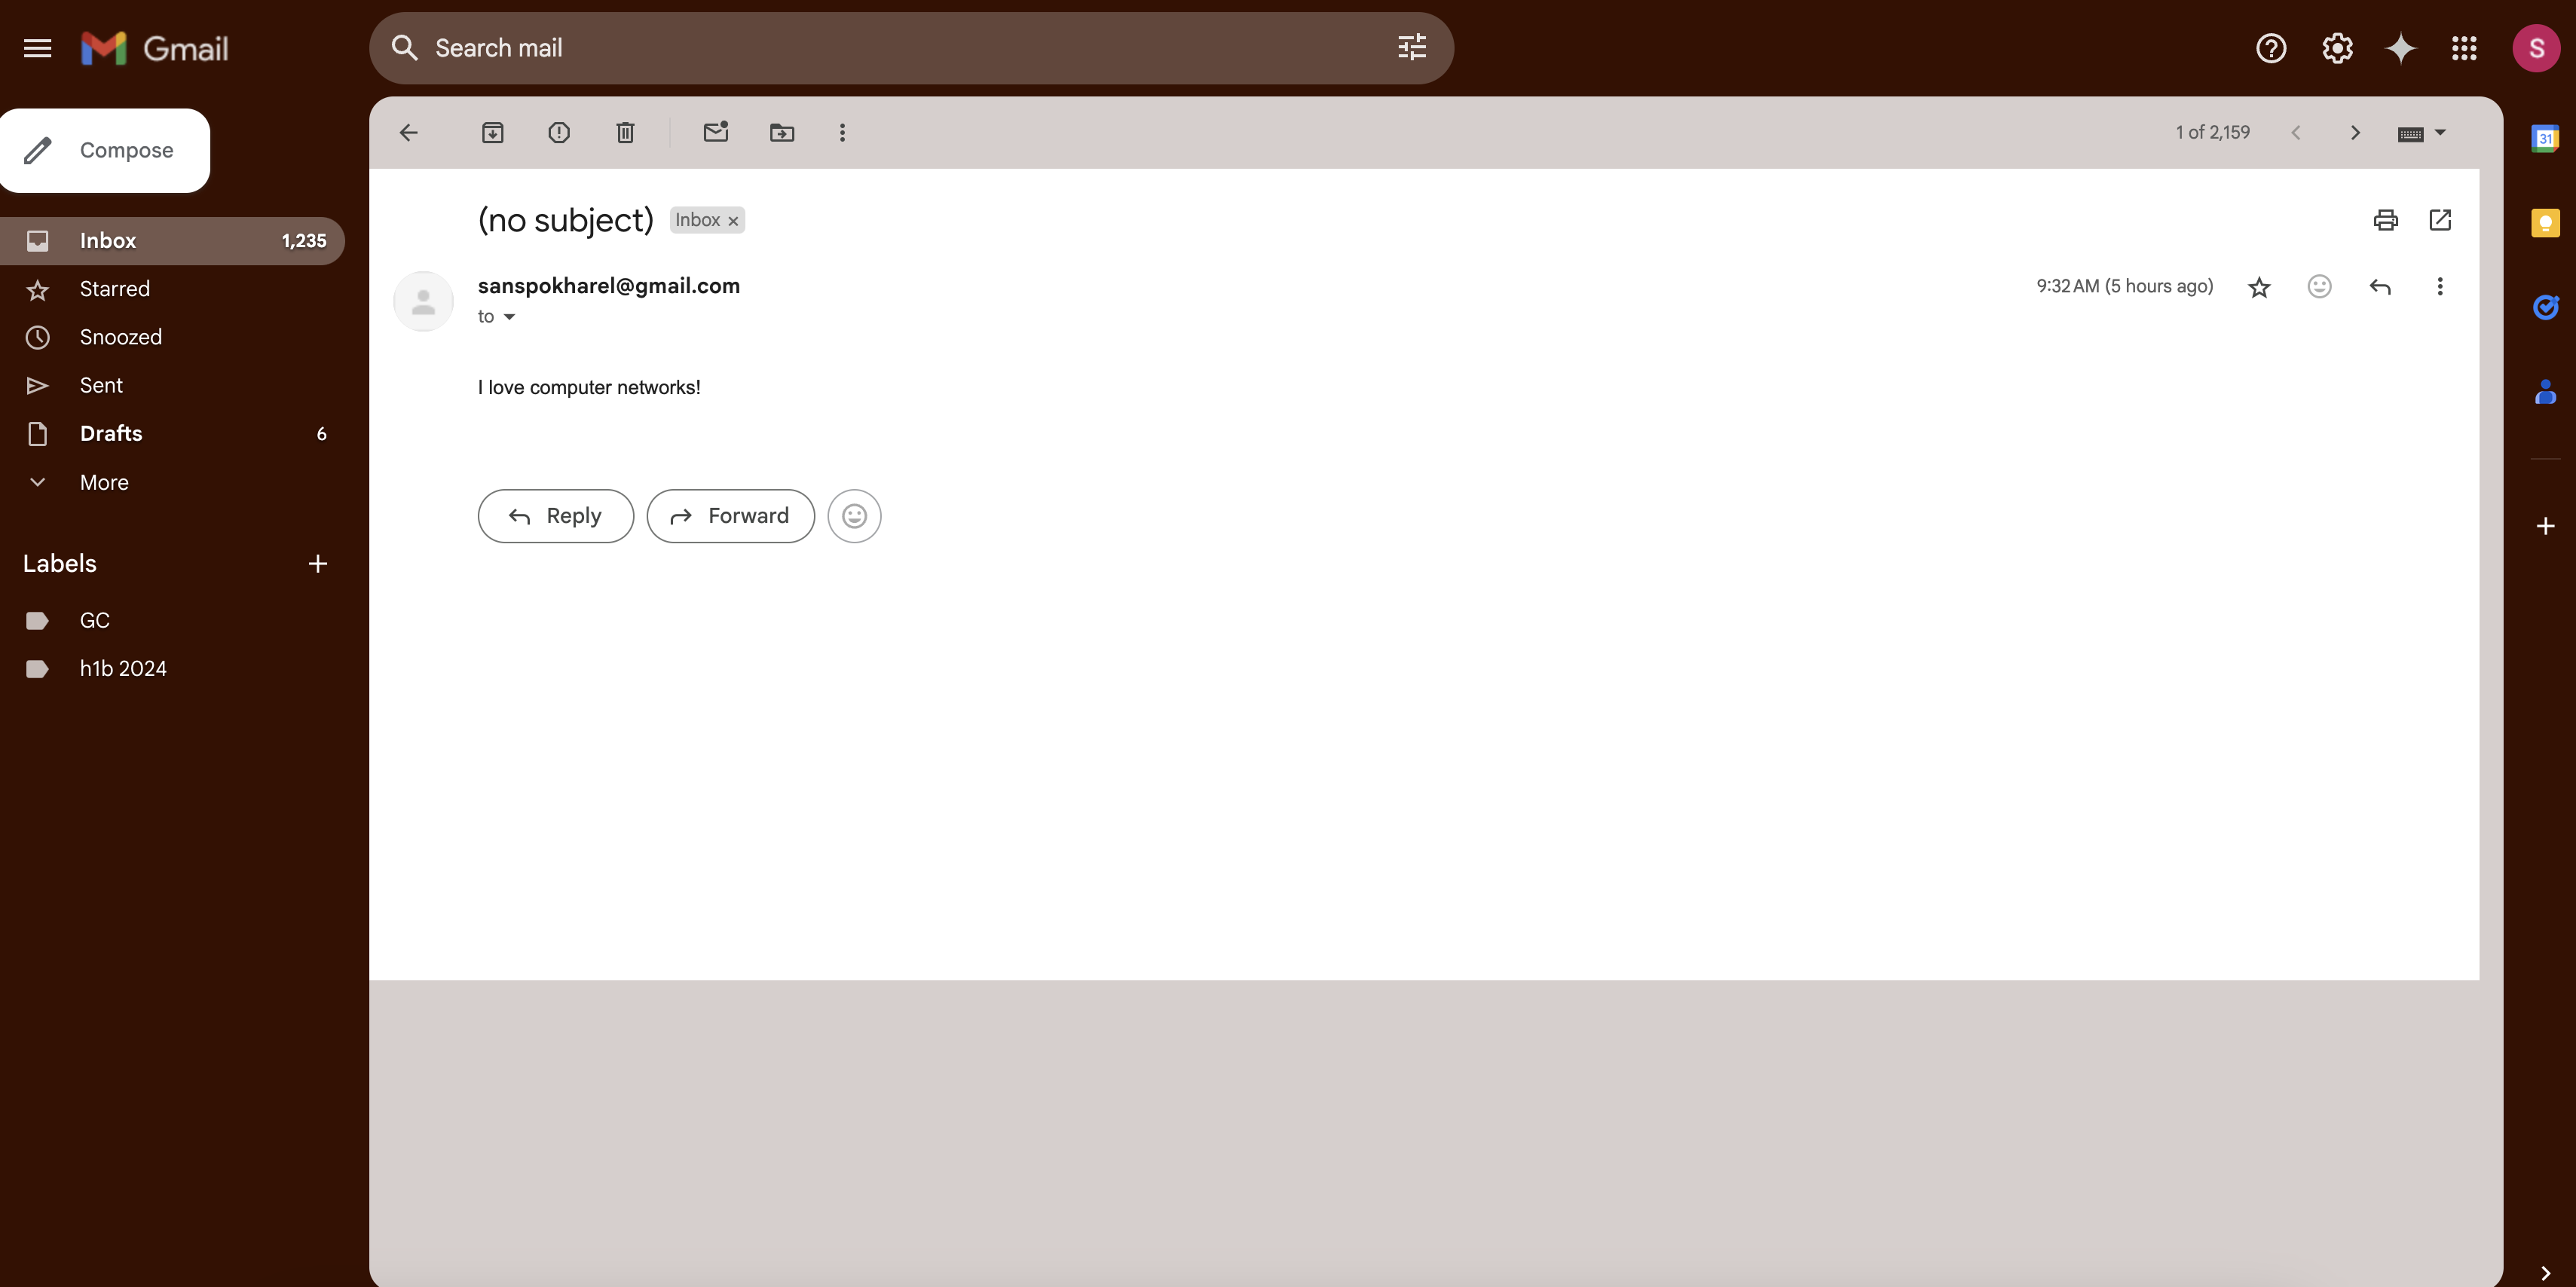 Gmail
Search mail
S
Compose
1 of 2,159
31
(no subject) Inbox ×
Inbox 1,235
sanspokharel@gmail.com
9:32 AM (5 hours ago)
to
Starred
Snoozed
Sent
I love computer networks!
Drafts 6
More
Reply
Forward
Labels
GC
h1b 2024